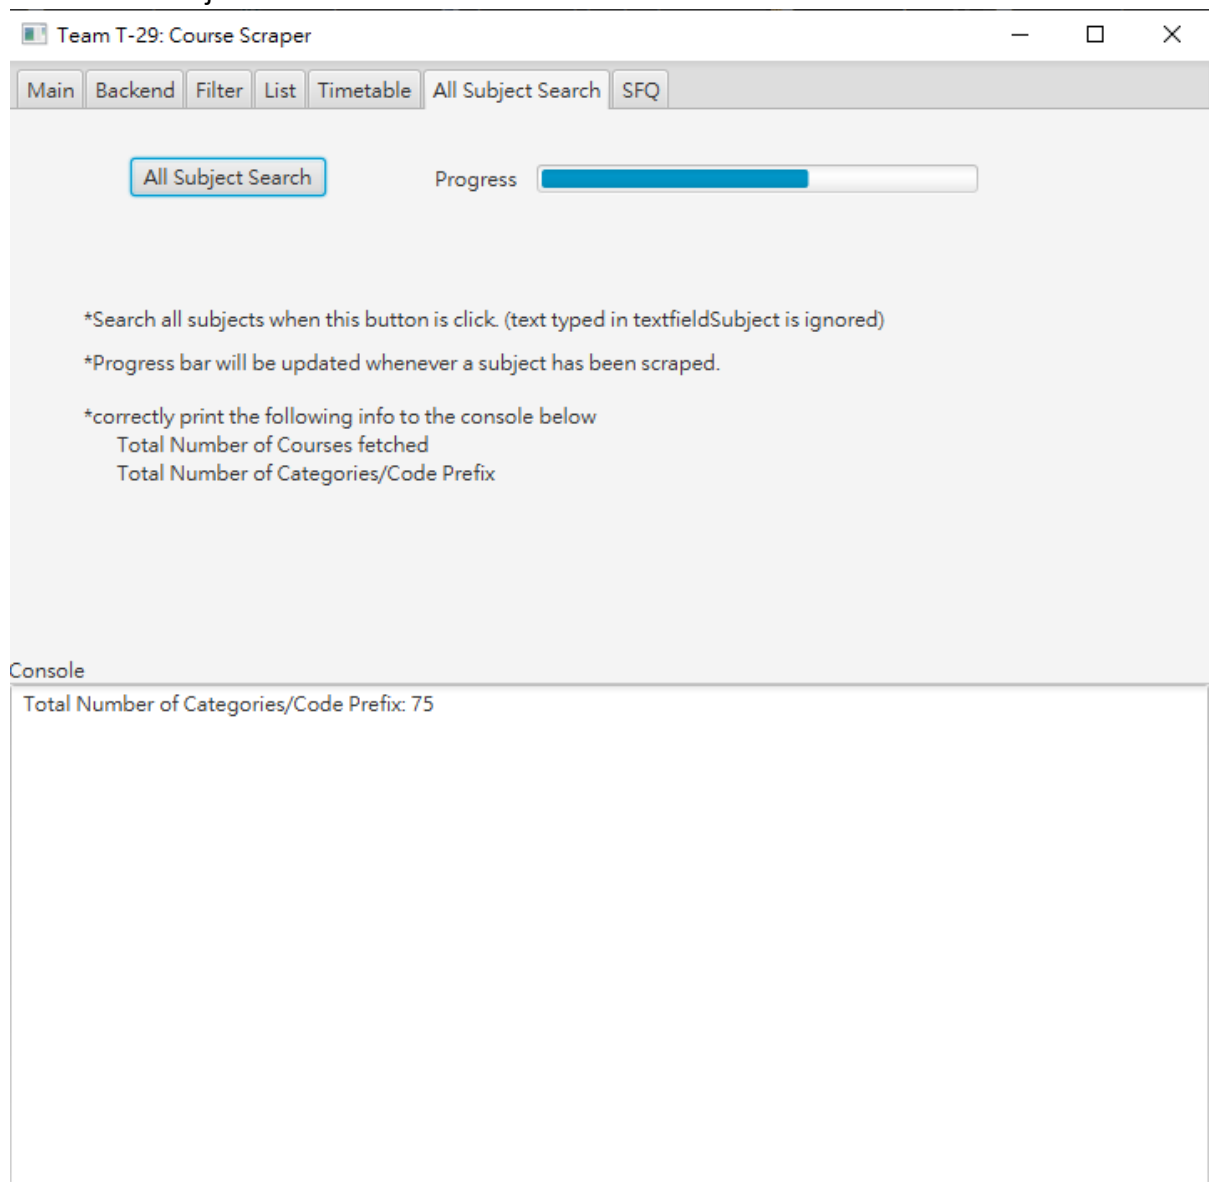 Team T-29: Course Scraper
Main Backend Filter List Timetable All Subject Search SFQ
All Subject Search Progress
*Search all subjects when this button is click. (text typed in textfieldSubject is ignored)
*Progress bar will be updated whenever a subject has been scraped.
*correctly print the following info to the console below
Total Number of Courses fetched
Total Number of Categories/Code Prefix
Console
Total Number of Categories/Code Prefix: 75